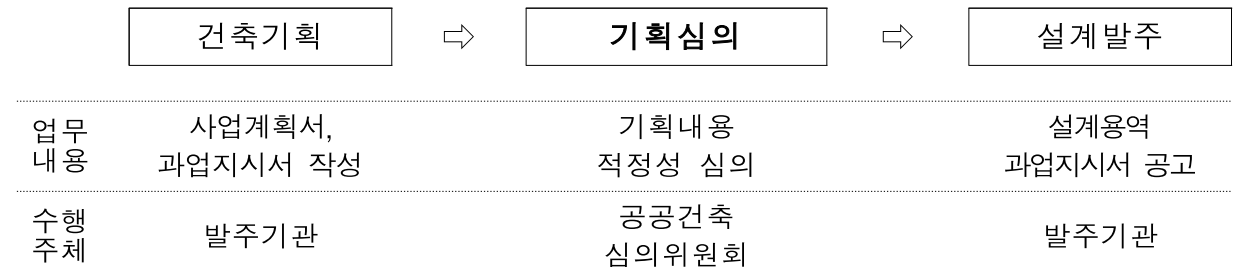 건축기획 ⇨ 기획심의 ⇨ 설계발주
업무
내용
사업계획서,
과업지시서 작성
기획내용
적정성 심의
설계용역
과업지시서 공고
수행
주체
발주기관
공공건축
심의위원회
발주기관